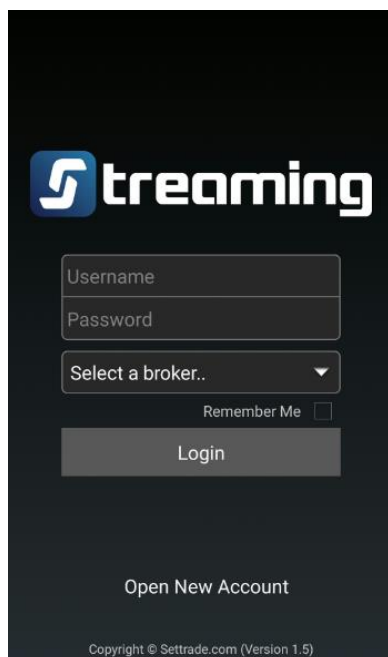 Streaming
Username
Password
Select a broker..
Remember Me
Login
Open New Account
Copyright © Settrade.com (Version 1.5)